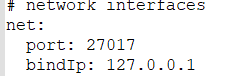 # network interfaces
net:
  port: 27017
  bindIp: 127.0.0.1